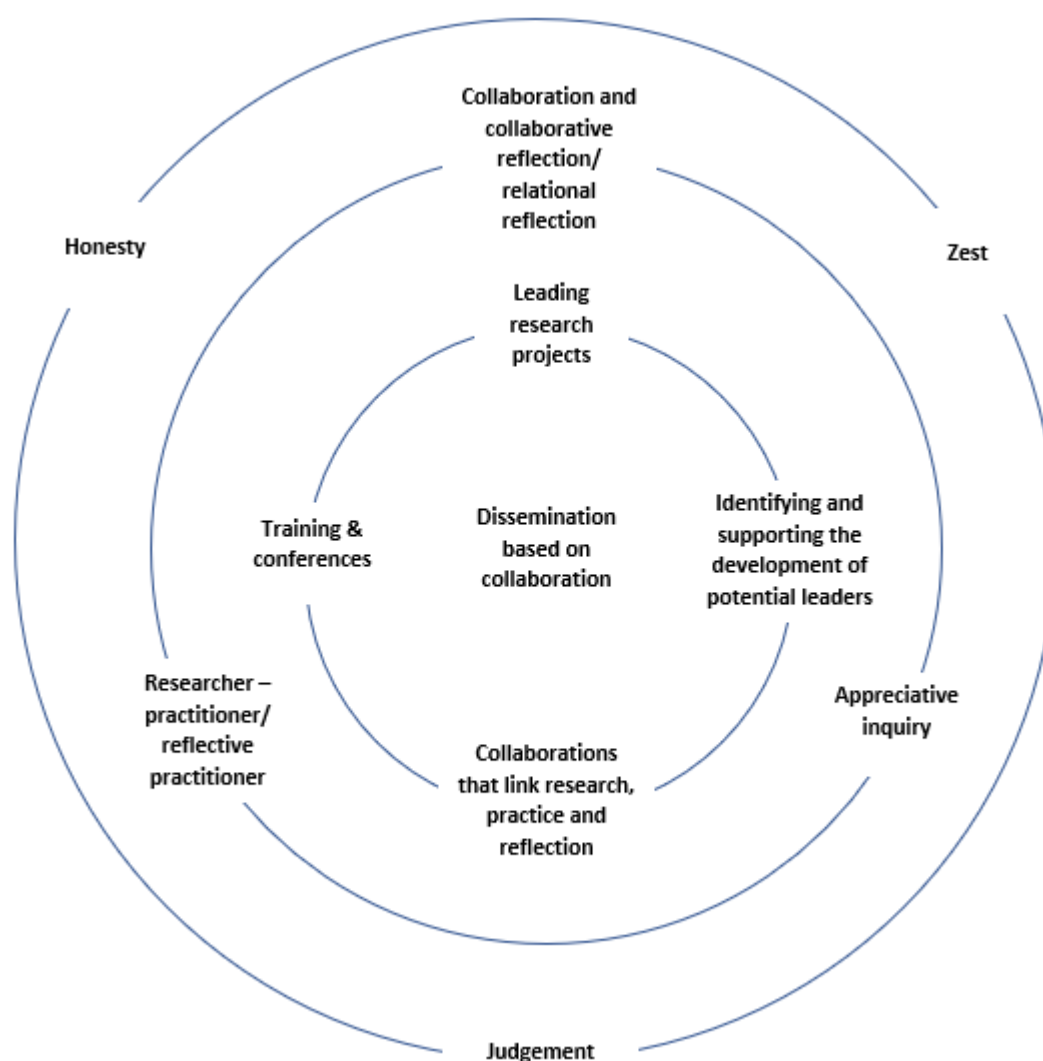 Collaboration and
collaborative
reflection/
relational
reflection
Honesty
Zest
Leading
research
projects
Training &
conferences
Dissemination
based on
collaboration
Identifying and
supporting the
development of
potential leaders
Researcher –
practitioner/
reflective
practitioner
Appreciative
inquiry
Collaborations
that link research,
practice and
reflection
Judgement